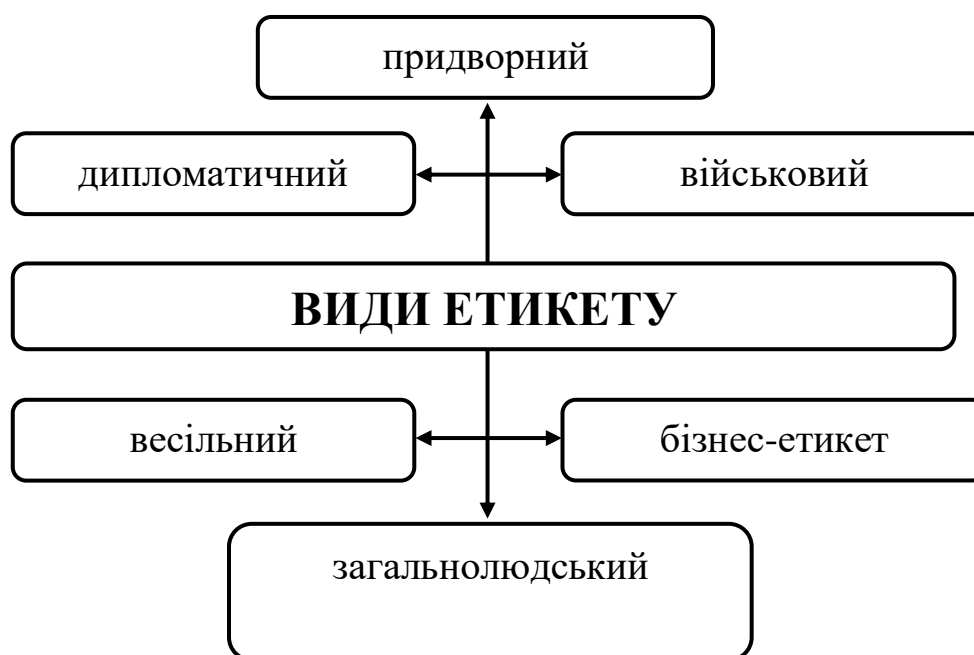 придворний
дипломатичний
військовий
ВИДИ ЕТИКЕТУ
весільний
бізнес-етикет
загальнолюдський